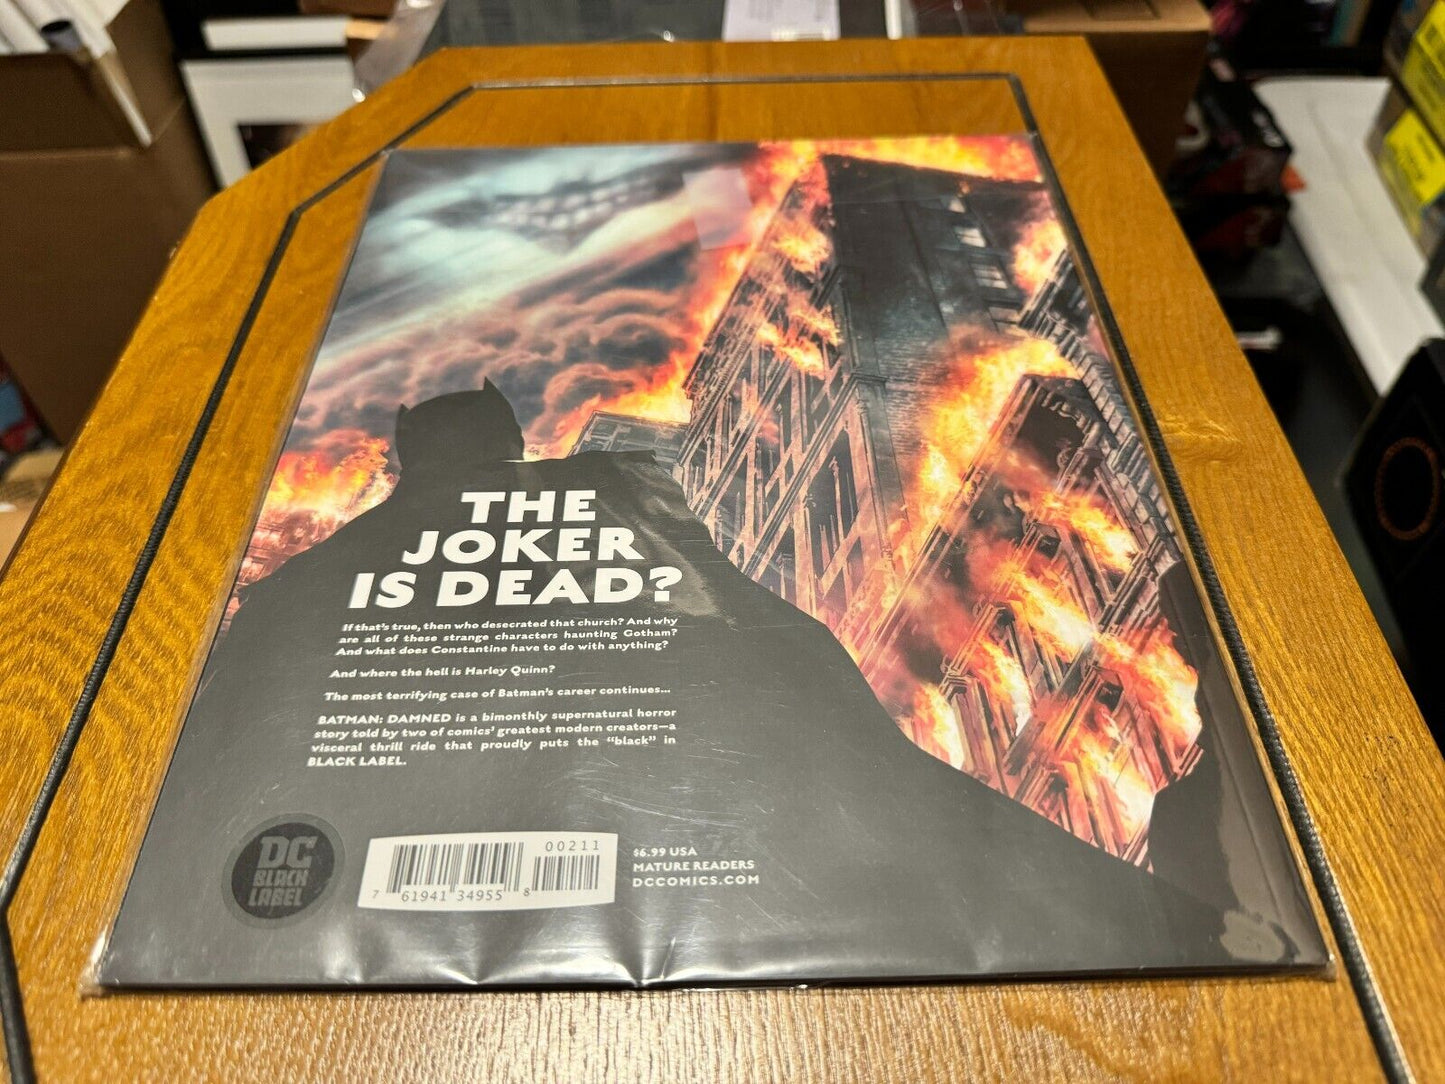 THE
JOKER
IS DEAD?
If that's true, then who desecrated that church? And why
are all of these strange characters haunting Gotham?
And what does Constantine have to do with anything?
And where the hell is Harley Quinn?
The most terrifying case of Batman's career continues...
BATMAN: DAMNED is a bimonthly supernatural horror
story told by two of comics' greatest modern creators—a
visceral thrill ride that proudly puts the "black" in
BLACK LABEL.
DC
BLACK
LABEL
00211
7 61941 34955 8
$6.99 USA
MATURE READERS
DCCOMICS.COM